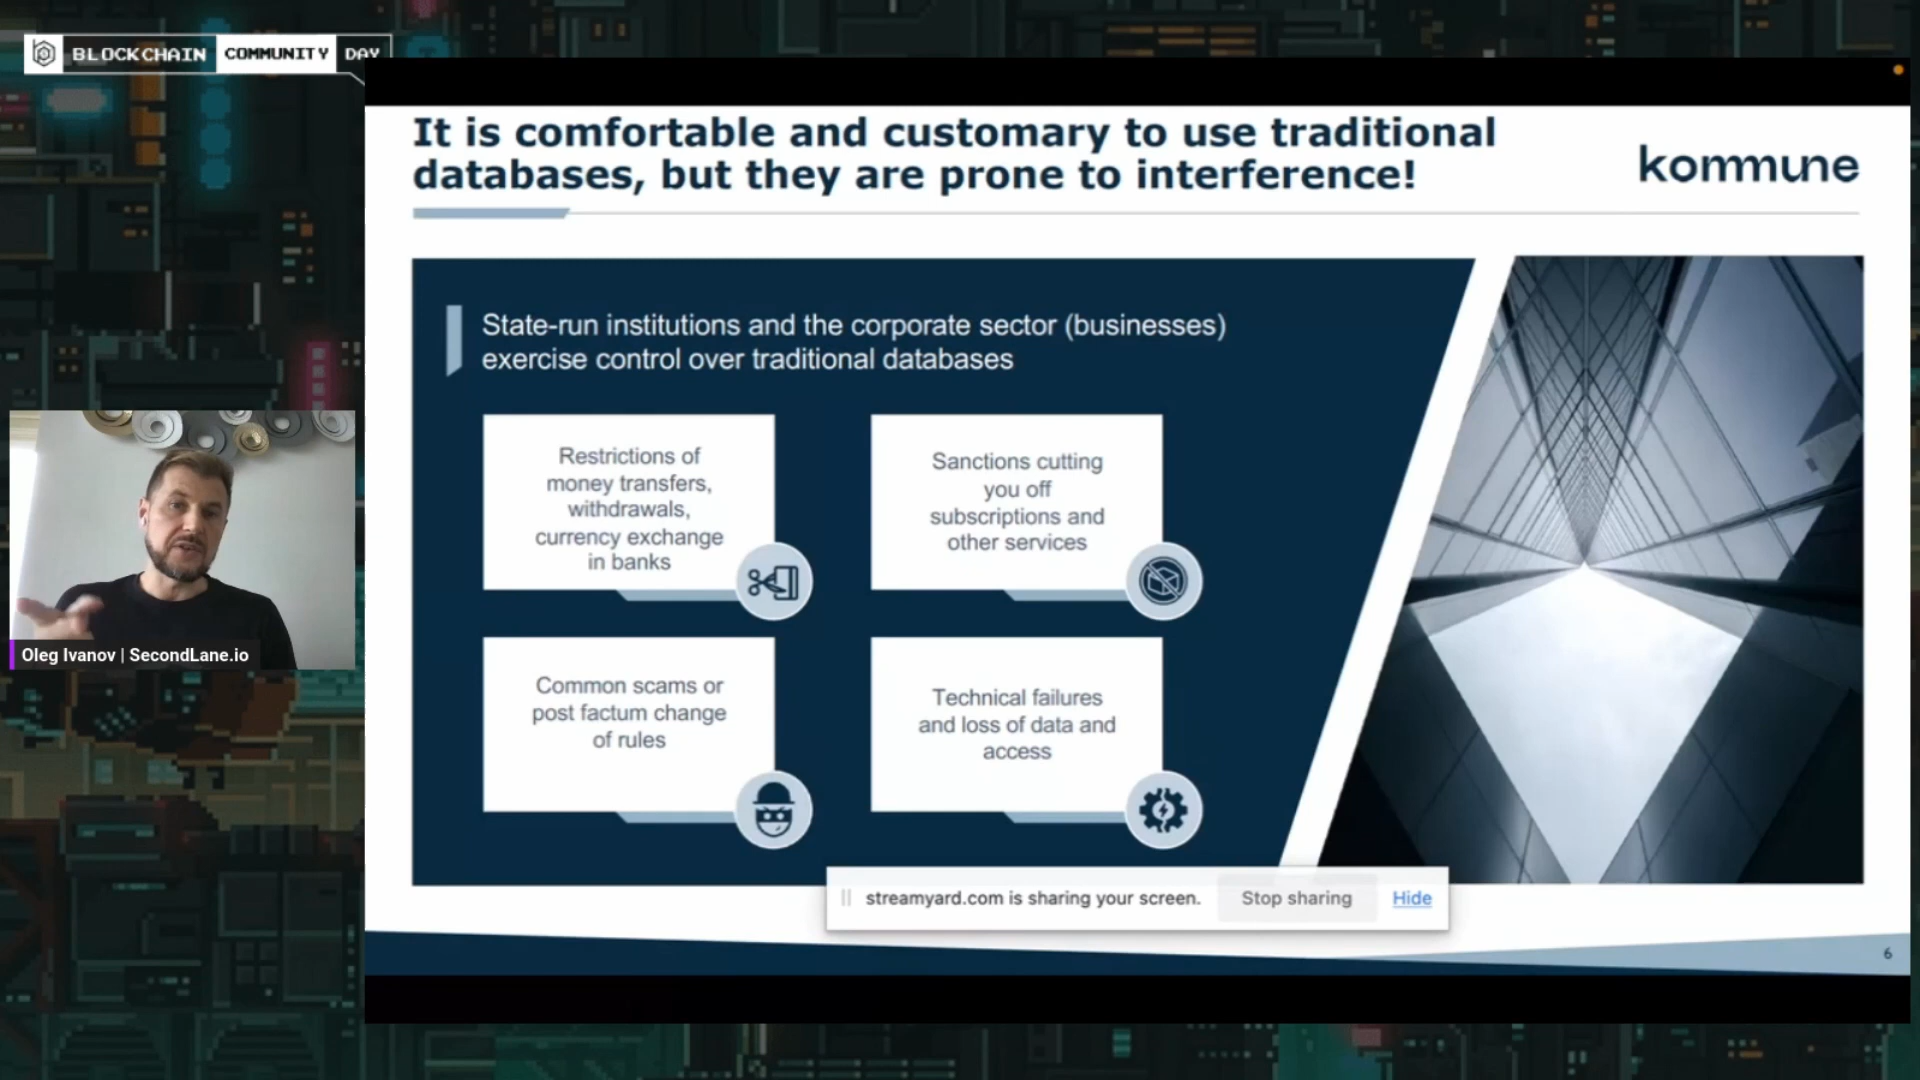 BLOCKCHAIN COMMUNITY DAY
It is comfortable and customary to use traditional
databases, but they are prone to interference!
kommune
State-run institutions and the corporate sector (businesses)
exercise control over traditional databases
Restrictions of
money transfers,
withdrawals,
currency exchange
in banks
Sanctions cutting
you off
subscriptions and
other services
Common scams or
post factum change
of rules
Technical failures
and loss of data and
access
Oleg Ivanov | SecondLane.io
streamyard.com is sharing your screen.
Stop sharing
Hide
6